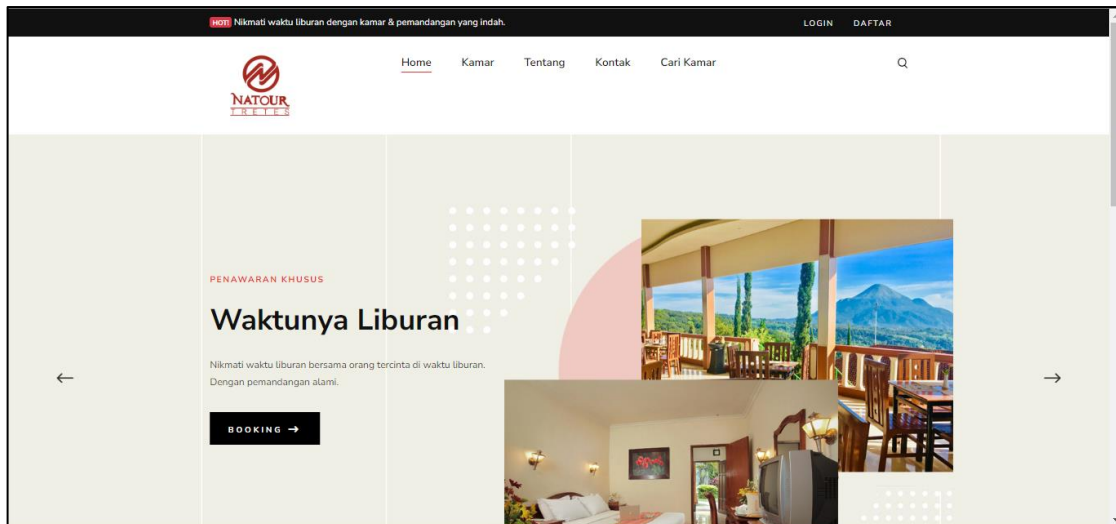 HOT! Nikmati waktu liburan dengan kamar & pemandangan yang indah.
LOGIN DAFTAR
NATOUR
TRETES
Home Kamar Tentang Kontak Cari Kamar
PENAWARAN KHUSUS
Waktunya Liburan
Nikmati waktu liburan bersama orang tercinta di waktu liburan.
Dengan pemandangan alami.
BOOKING →